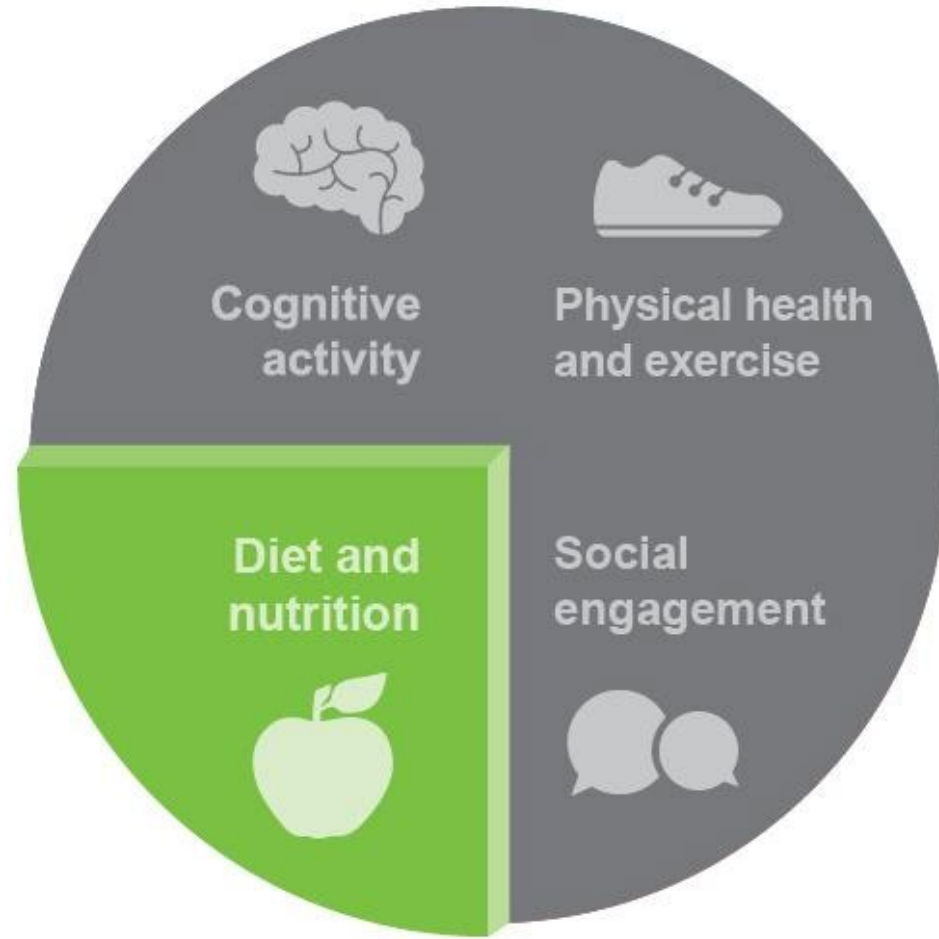 Cognitive
activity
Physical health
and exercise
Diet and
nutrition
Social
engagement